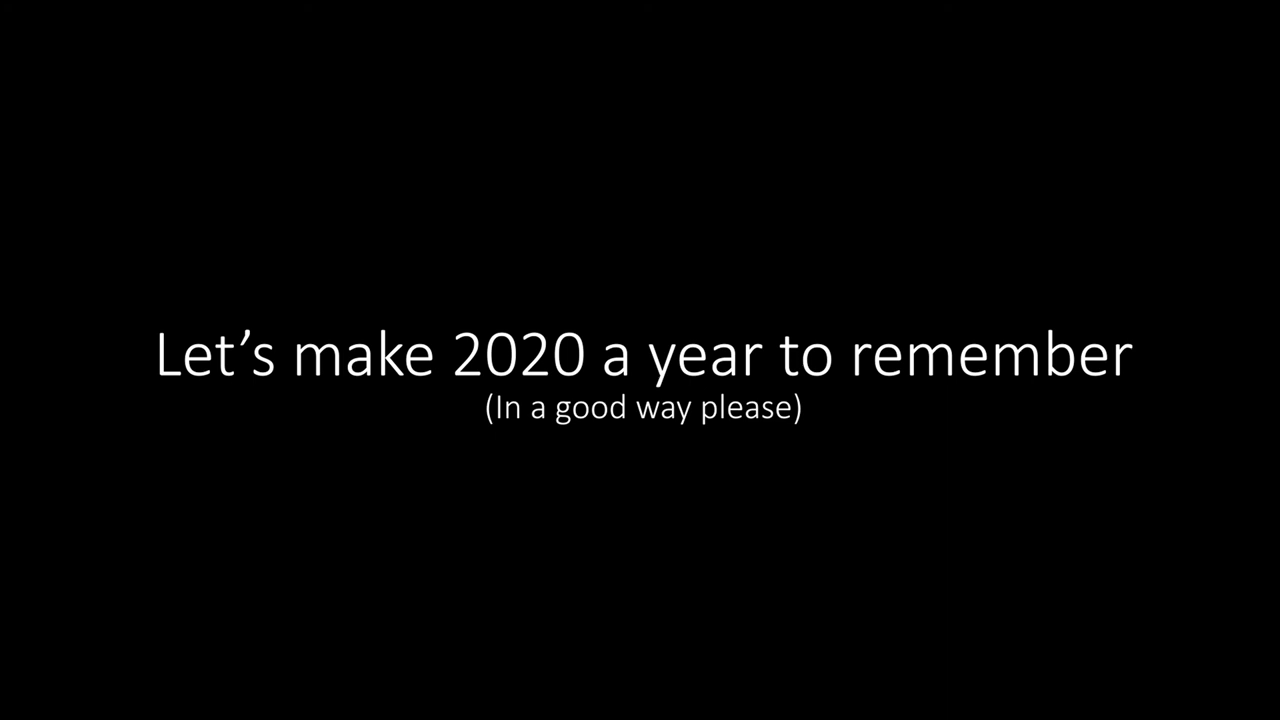 Let’s make 2020 a year to remember
(In a good way please)